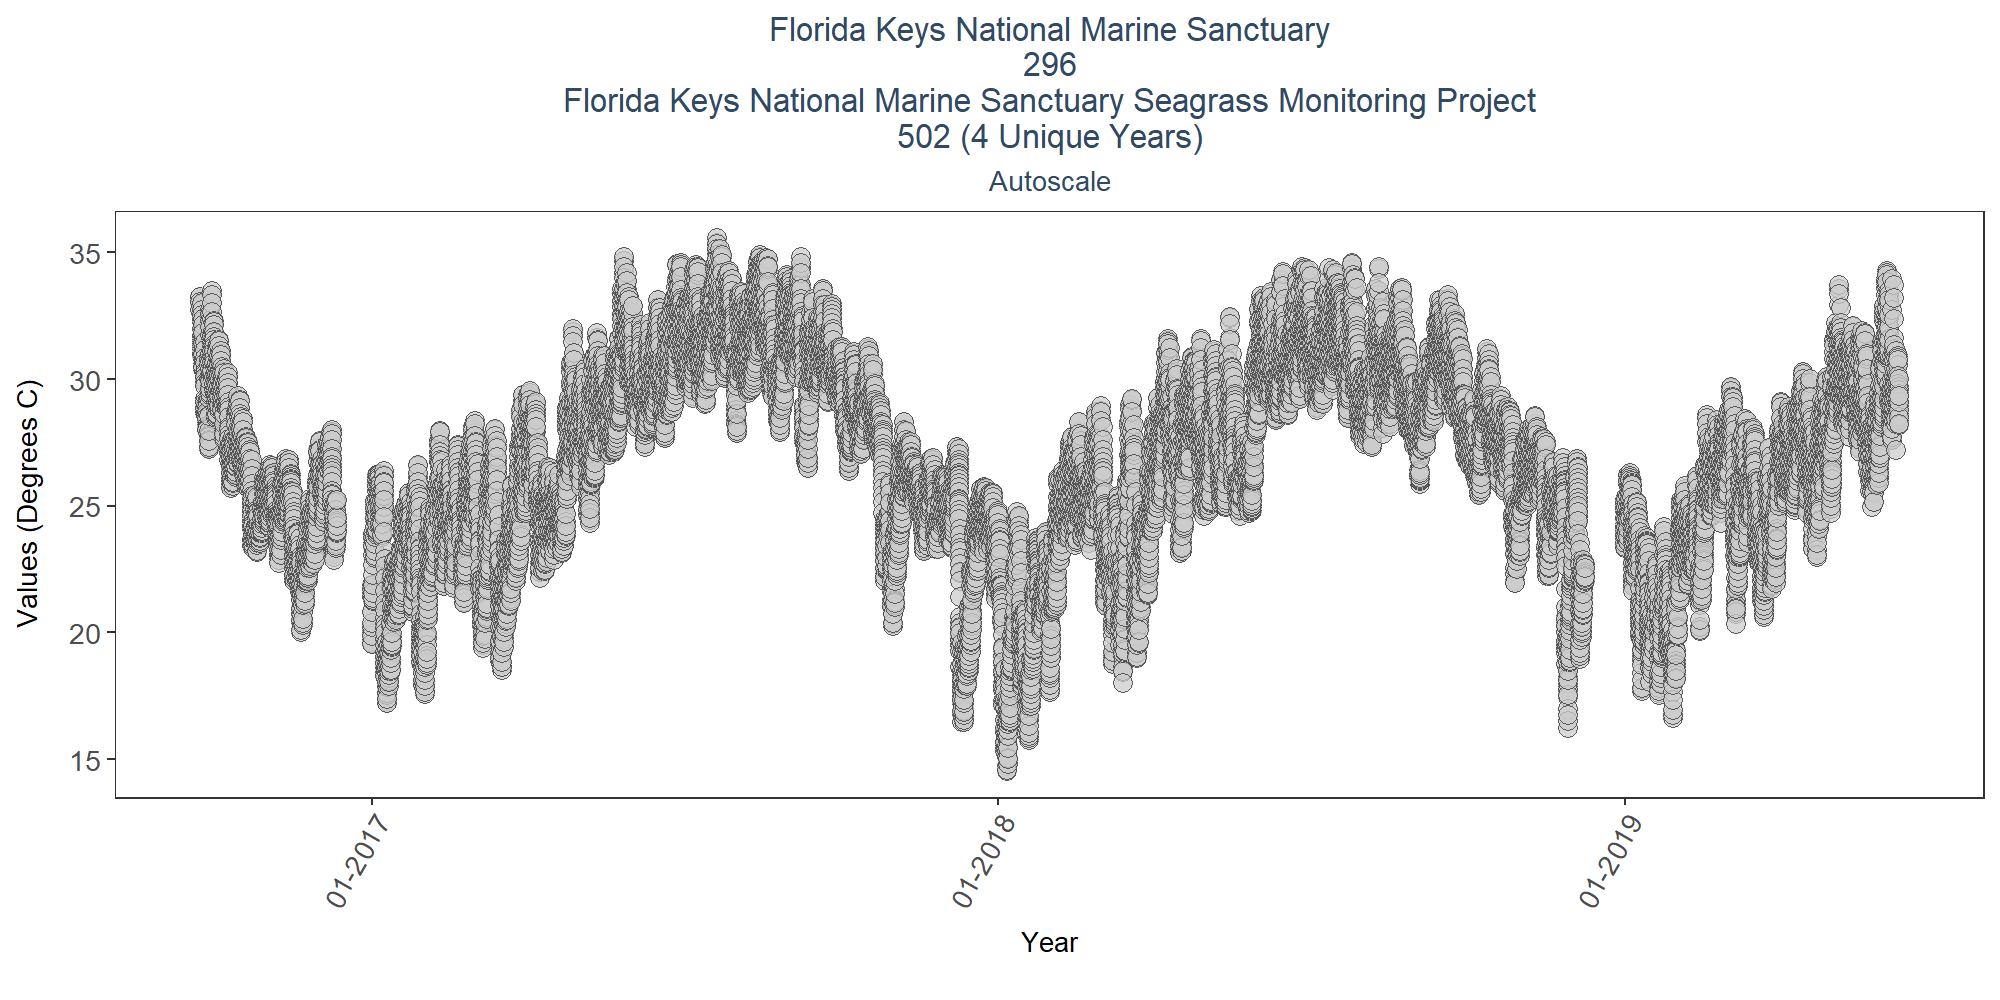 Florida Keys National Marine Sanctuary
296
Florida Keys National Marine Sanctuary Seagrass Monitoring Project
502 (4 Unique Years)
Autoscale
Values (Degrees C)
35
30
25
20
15
01-2017
01-2018
01-2019
Year